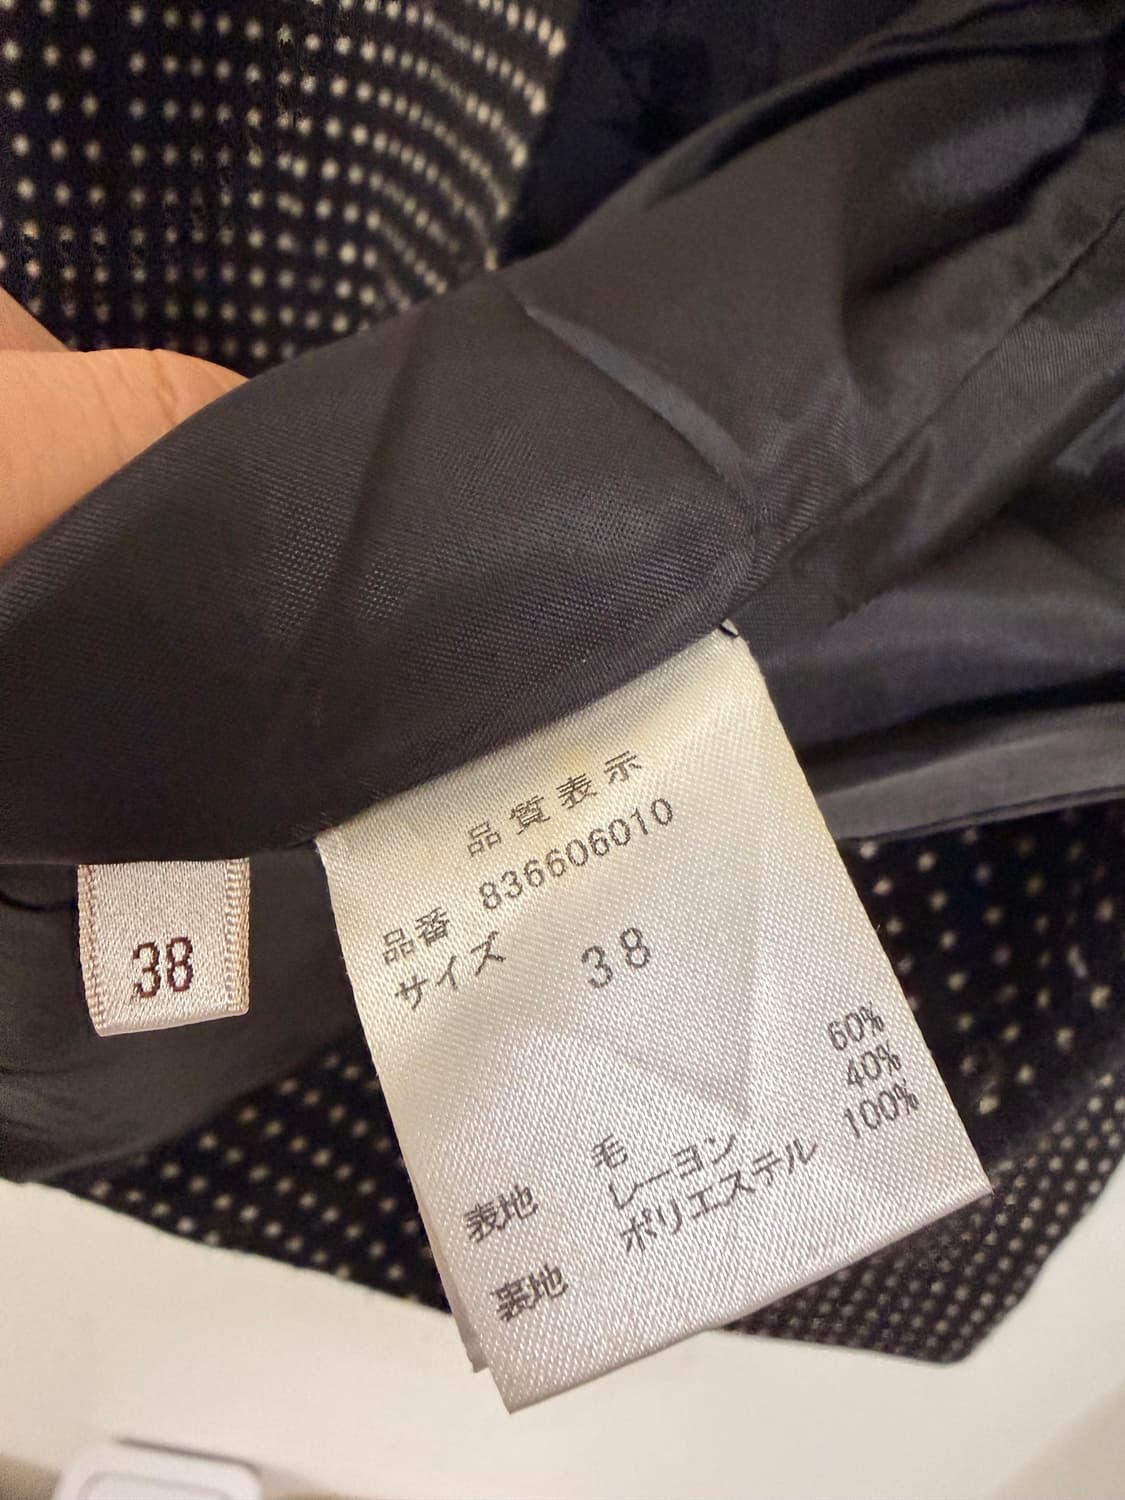 38
品質表示
品番 836606010
サイズ 38
表地 毛 60%
レーヨン 40%
裏地 ポリエステル 100%